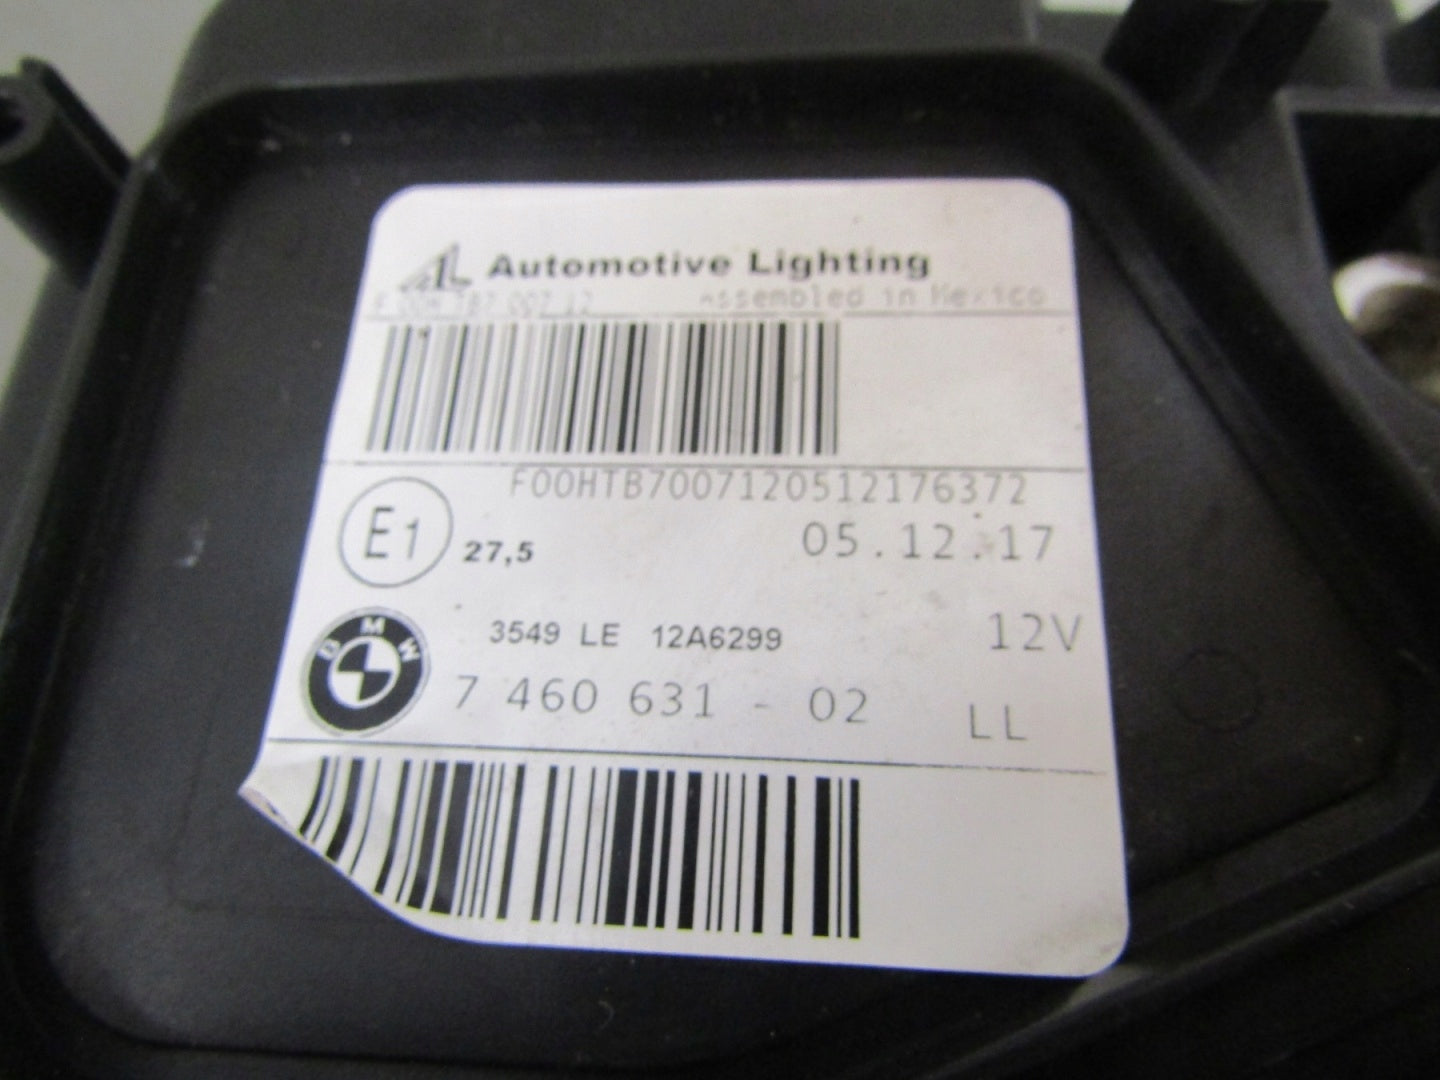 AL Automotive Lighting
Assembled in Mexico
F00HTB7007120512176372
E1 27,5 05.12.17
3549 LE 12A6299 12V
BMW 7 460 631 - 02 LL